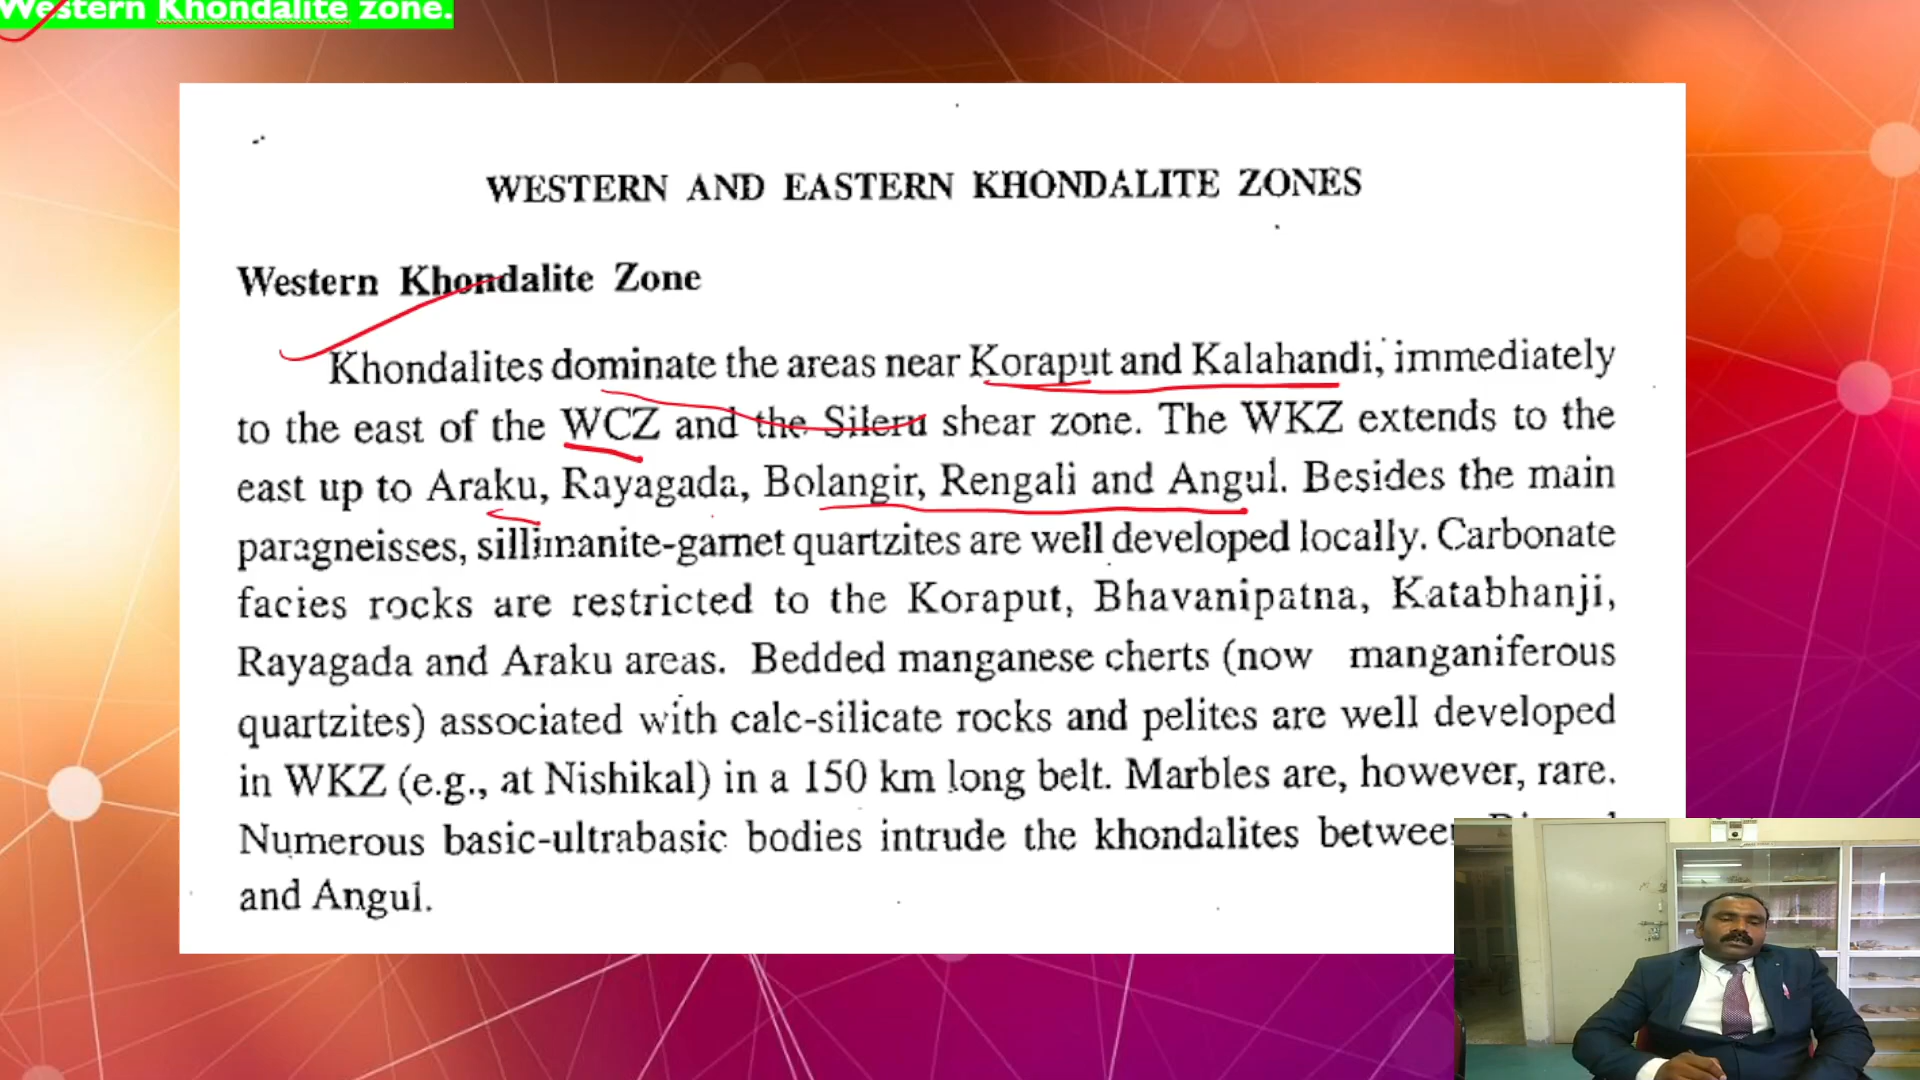 Western Khondalite zone.
WESTERN AND EASTERN KHONDALITE ZONES
Western Khondalite Zone
Khondalites dominate the areas near Koraput and Kalahandi, immediately
to the east of the WCZ and the Sileru shear zone. The WKZ extends to the
east up to Araku, Rayagada, Bolangir, Rengali and Angul. Besides the main
paragneisses, sillimanite-garnet quartzites are well developed locally. Carbonate
facies rocks are restricted to the Koraput, Bhavanipatna, Katabhanji,
Rayagada and Araku areas. Bedded manganese cherts (now manganiferous
quartzites) associated with calc-silicate rocks and pelites are well developed
in WKZ (e.g., at Nishikal) in a 150 km long belt. Marbles are, however, rare.
Numerous basic-ultrabasic bodies intrude the khondalites
and Angul.